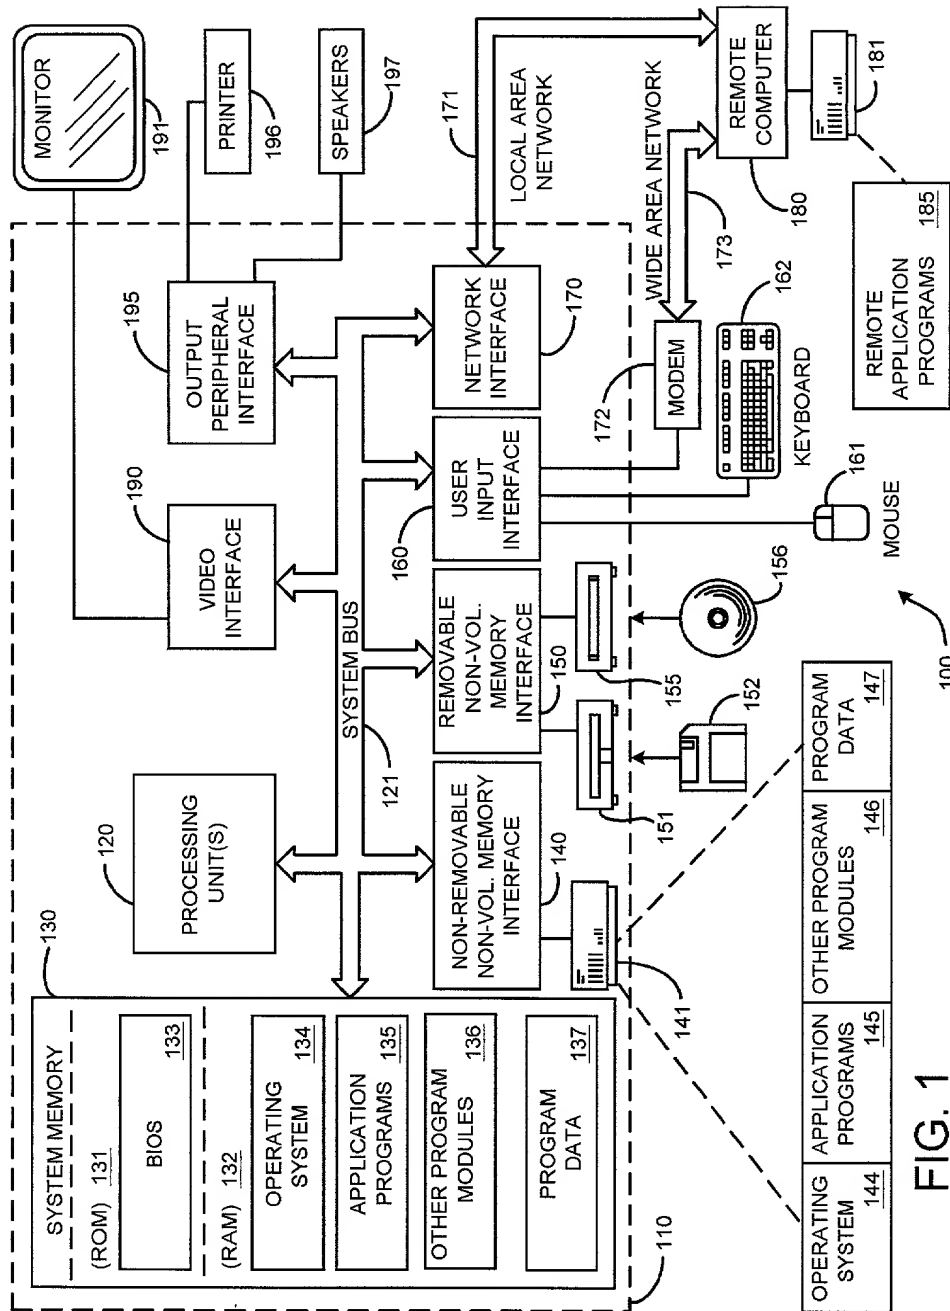 SYSTEM MEMORY
(ROM) 131
BIOS
133
(RAM) 132
OPERATING
SYSTEM
134
APPLICATION
PROGRAMS
135
OTHER PROGRAM
MODULES
136
PROGRAM
DATA
137
130
110
120
PROCESSING
UNIT(S)
190
VIDEO
INTERFACE
195
OUTPUT
PERIPHERAL
INTERFACE
MONITOR
191
PRINTER
196
SPEAKERS
197
SYSTEM BUS
121
NON-REMOVABLE
NON-VOL. MEMORY
INTERFACE
140
REMOVABLE
NON-VOL.
MEMORY
INTERFACE
150
160
USER
INPUT
INTERFACE
NETWORK
INTERFACE
170
171
LOCAL AREA
NETWORK
WIDE AREA NETWORK
173
172
MODEM
REMOTE
COMPUTER
180
181
REMOTE
APPLICATION
PROGRAMS
185
141
151
152
155
156
162
KEYBOARD
161
MOUSE
OPERATING
SYSTEM
144
APPLICATION
PROGRAMS
145
OTHER PROGRAM
MODULES
146
PROGRAM
DATA
147
100
FIG. 1